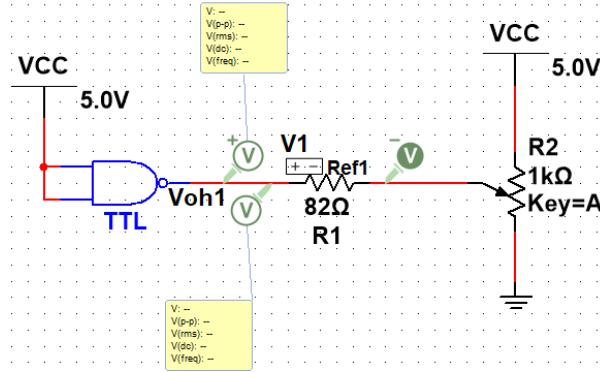 V: --
V(p-p): --
V(rms): --
V(dc): --
V(freq): --
VCC
5.0V
VCC
5.0V
TTL
Voh1
+
V
V
V1
+ -
Ref1
82Ω
R1
-
V
R2
1kΩ
Key=A
V: --
V(p-p): --
V(rms): --
V(dc): --
V(freq): --